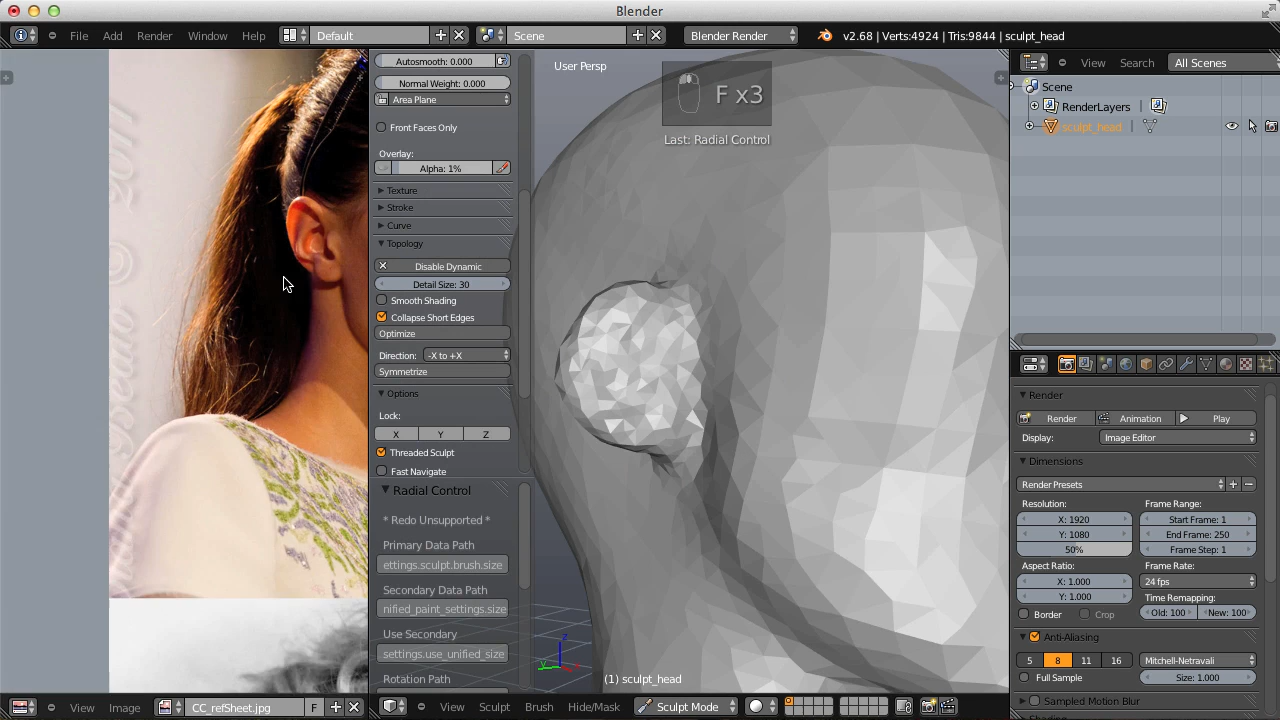 Blender
File
Add
Render
Window
Help
Default
Scene
Blender Render
v2.68 | Verts:4924 | Tris:9844 | sculpt_head
Autosmooth: 0.000
Normal Weight: 0.000
Area Plane
Front Faces Only
Overlay:
Alpha: 1%
Texture
Stroke
Curve
Topology
Disable Dynamic
Detail Size: 30
Smooth Shading
Collapse Short Edges
Optimize
Direction:
-X to +X
Symmetrize
Options
Lock:
X
Y
Z
Threaded Sculpt
Fast Navigate
Radial Control
* Redo Unsupported *
Primary Data Path
ettings.sculpt.brush.size
Secondary Data Path
nified_paint_settings.size
Use Secondary
settings.use_unified_size
Rotation Path
User Persp
F x3
Last: Radial Control
z
y
(1) sculpt_head
View
Search
All Scenes
Scene
RenderLayers
sculpt_head
Render
Render
Animation
Play
Display:
Image Editor
Dimensions
Render Presets
Resolution:
Frame Range:
X: 1920
Start Frame: 1
Y: 1080
End Frame: 250
50%
Frame Step: 1
Aspect Ratio:
Frame Rate:
X: 1.000
24 fps
Y: 1.000
Time Remapping:
Border
Crop
Old: 100
New: 100
Anti-Aliasing
5
8
11
16
Mitchell-Netravali
Full Sample
Size: 1.000
Sampled Motion Blur
View
Image
CC_refSheet.jpg
F
View
Sculpt
Brush
Hide/Mask
Sculpt Mode